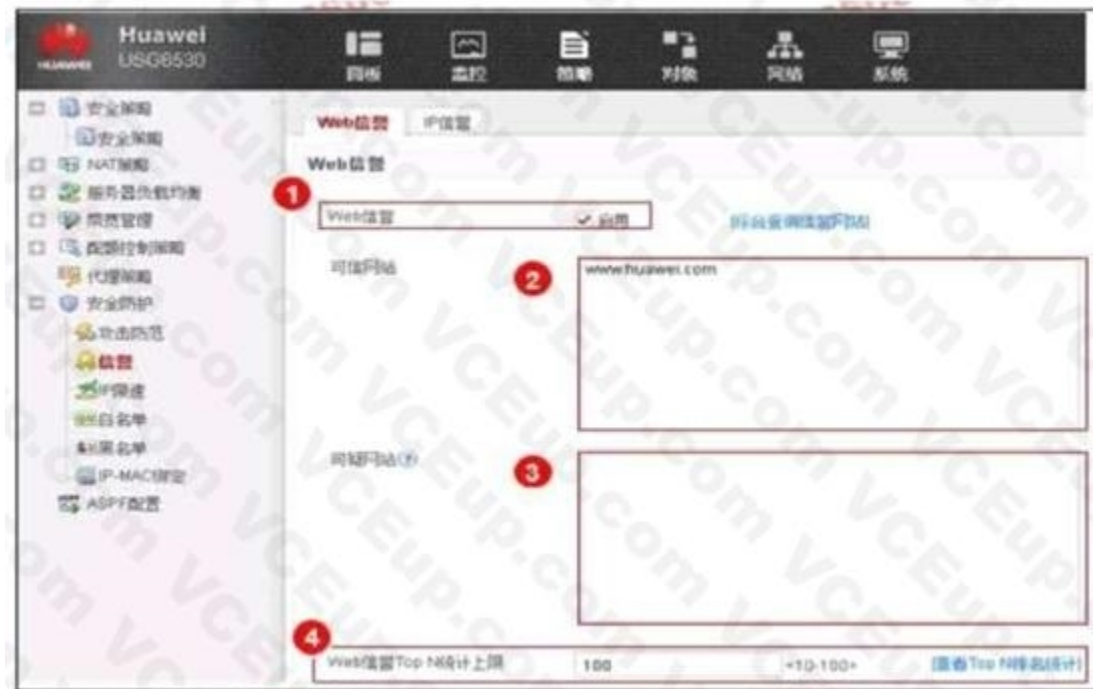 Huawei
HUAWEI
USG6530
面板
监控
策略
对象
网络
系统
安全策略
安全策略
NAT策略
服务器负载均衡
带宽管理
配额控制策略
代理策略
安全防护
攻击防范
信誉
IP限速
白名单
黑名单
IP-MAC绑定
ASPF配置
Web信誉
IP信誉
Web信誉
1
Web信誉
启用
可信网站
2
www.huawei.com
可疑网站
3
4
Web信誉Top N统计上限
100
<10-100>
[查看Top N排名统计]
VCEup.com